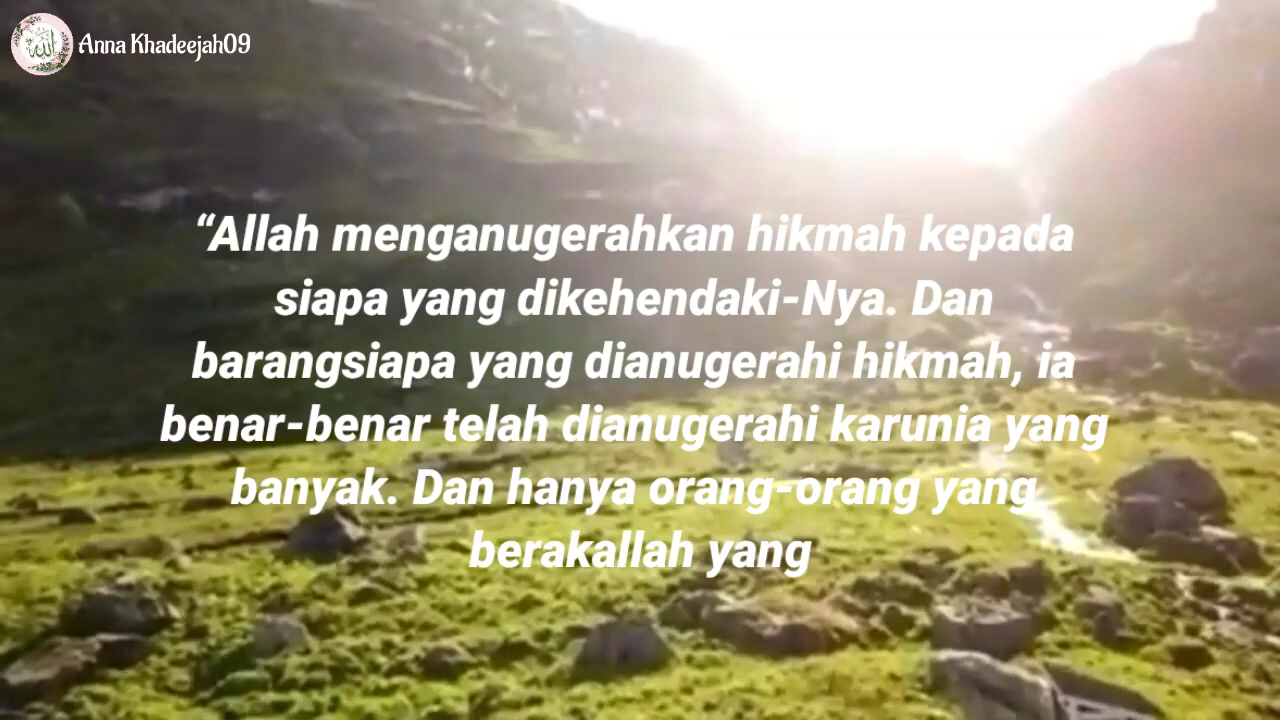 Anna Khadeejah09
“Allah menganugerahkan hikmah kepada
siapa yang dikehendaki-Nya. Dan
barangsiapa yang dianugerahi hikmah, ia
benar-benar telah dianugerahi karunia yang
banyak. Dan hanya orang-orang yang
berakallah yang